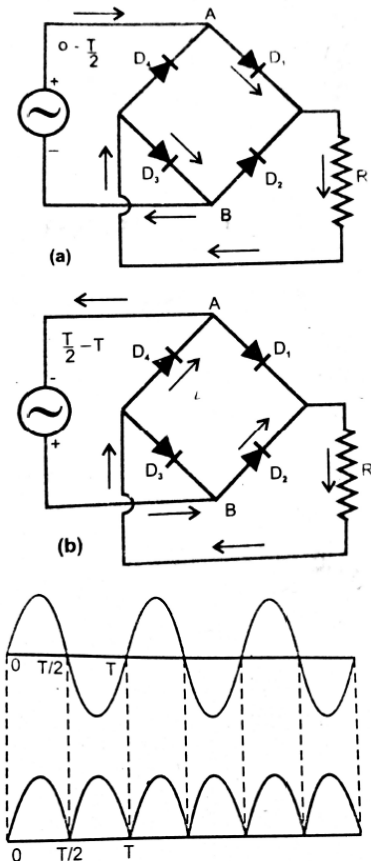 A
o - T/2
D₄
D₁
+
−
D₃
D₂
R
B
(a)
A
T/2 − T
D₄
D₁
-
+
D₃
D₂
R
B
(b)
0 T/2 T
0 T/2 T